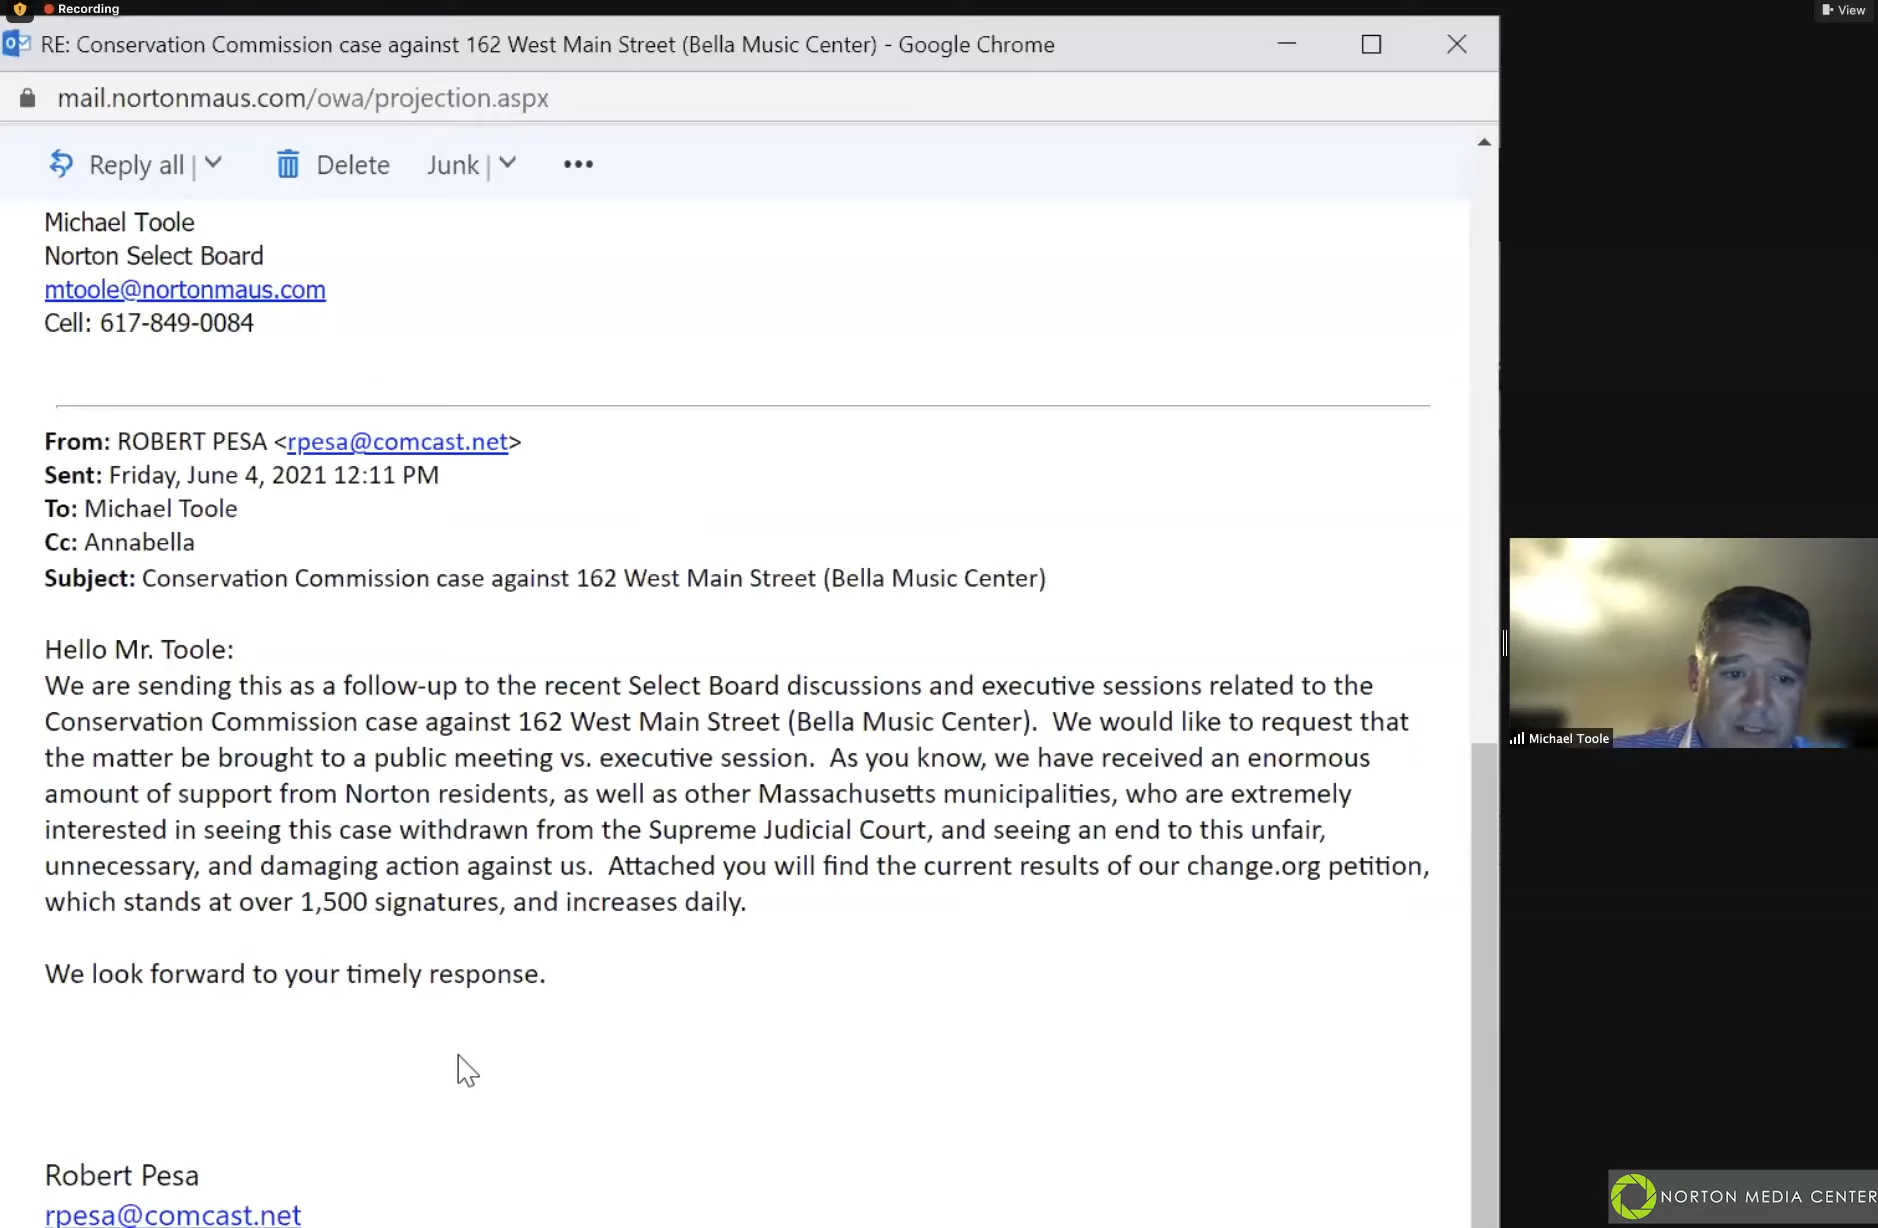 Recording
View
RE: Conservation Commission case against 162 West Main Street (Bella Music Center) - Google Chrome
mail.nortonmaus.com/owa/projection.aspx
Reply all | Delete Junk | •••
Michael Toole
Norton Select Board
mtoole@nortonmaus.com
Cell: 617-849-0084
From: ROBERT PESA <rpesa@comcast.net>
Sent: Friday, June 4, 2021 12:11 PM
To: Michael Toole
Cc: Annabella
Subject: Conservation Commission case against 162 West Main Street (Bella Music Center)
Hello Mr. Toole:
We are sending this as a follow-up to the recent Select Board discussions and executive sessions related to the
Conservation Commission case against 162 West Main Street (Bella Music Center).  We would like to request that
the matter be brought to a public meeting vs. executive session.  As you know, we have received an enormous
amount of support from Norton residents, as well as other Massachusetts municipalities, who are extremely
interested in seeing this case withdrawn from the Supreme Judicial Court, and seeing an end to this unfair,
unnecessary, and damaging action against us.  Attached you will find the current results of our change.org petition,
which stands at over 1,500 signatures, and increases daily.
We look forward to your timely response.
Robert Pesa
rpesa@comcast.net
Michael Toole
NORTON MEDIA CENTER